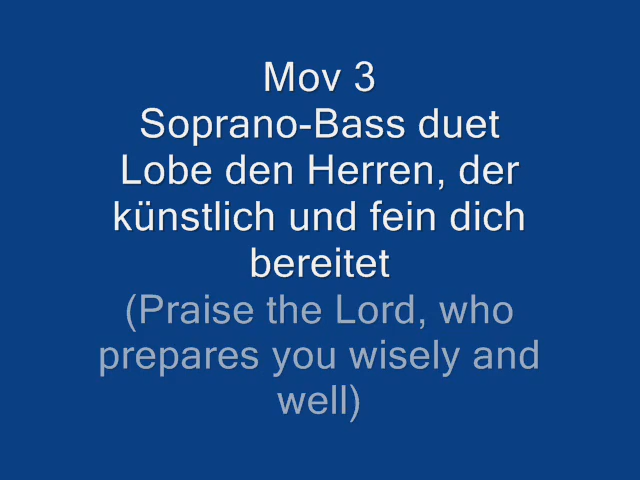 Mov 3
Soprano-Bass duet
Lobe den Herren, der
künstlich und fein dich
bereitet
(Praise the Lord, who
prepares you wisely and
well)